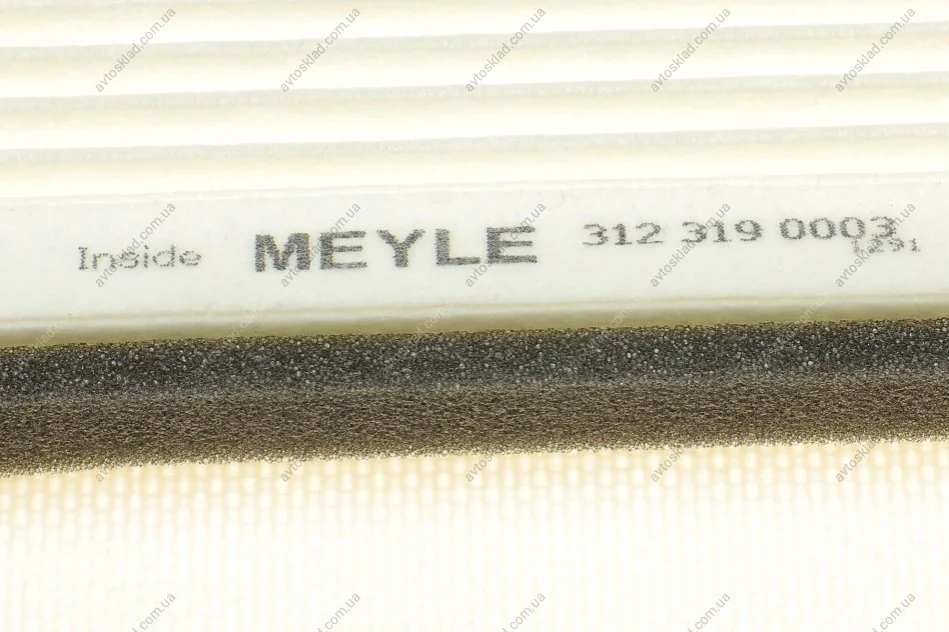 Inside MEYLE 312 319 0003
avtosklad.com.ua